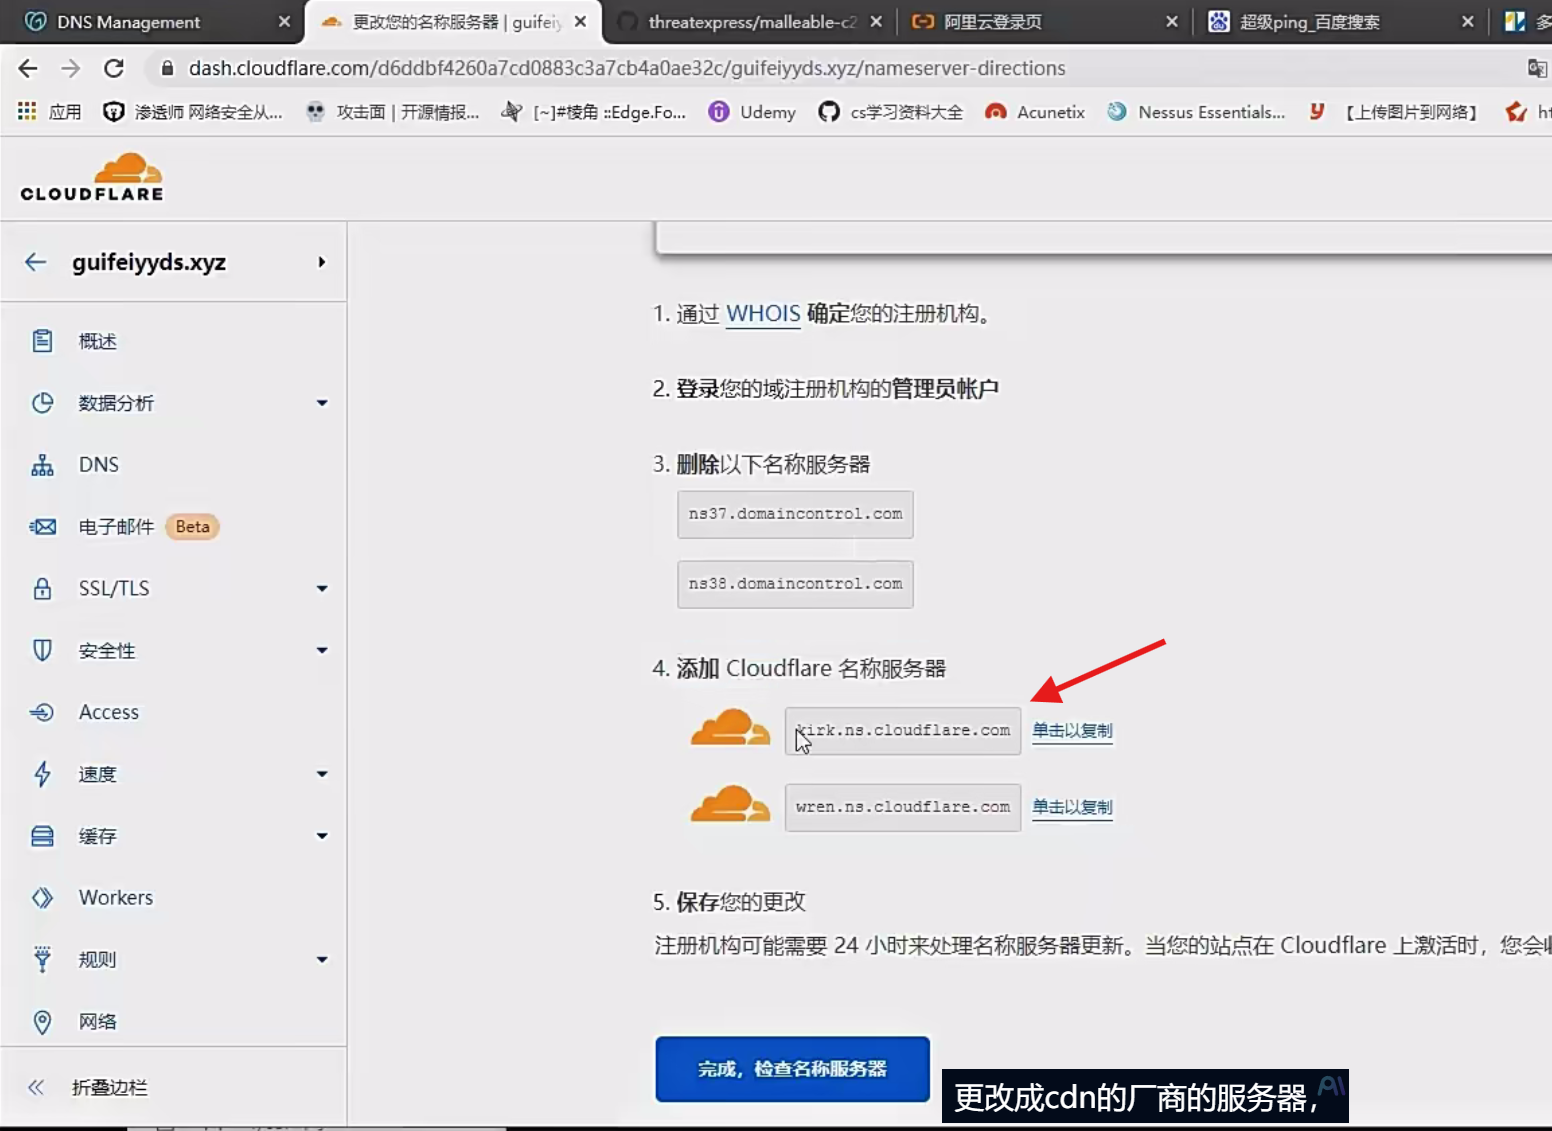 DNS Management
更改您的名称服务器 | guifeiy
threatexpress/malleable-c2
阿里云登录页
超级ping_百度搜索
多
dash.cloudflare.com/d6ddbf4260a7cd0883c3a7cb4a0ae32c/guifeiyyds.xyz/nameserver-directions
应用
渗透师 网络安全从...
攻击面 | 开源情报...
[~]#棱角 ::Edge.Fo...
Udemy
cs学习资料大全
Acunetix
Nessus Essentials...
【上传图片到网络】
CLOUDFLARE
guifeiyyds.xyz
概述
数据分析
DNS
电子邮件 Beta
SSL/TLS
安全性
Access
速度
缓存
Workers
规则
网络
折叠边栏
1. 通过 WHOIS 确定您的注册机构。
2. 登录您的域注册机构的管理员帐户
3. 删除以下名称服务器
ns37.domaincontrol.com
ns38.domaincontrol.com
4. 添加 Cloudflare 名称服务器
kirk.ns.cloudflare.com 单击以复制
wren.ns.cloudflare.com 单击以复制
5. 保存您的更改
注册机构可能需要 24 小时来处理名称服务器更新。当您的站点在 Cloudflare 上激活时，您会
完成，检查名称服务器
更改成cdn的厂商的服务器，
AI